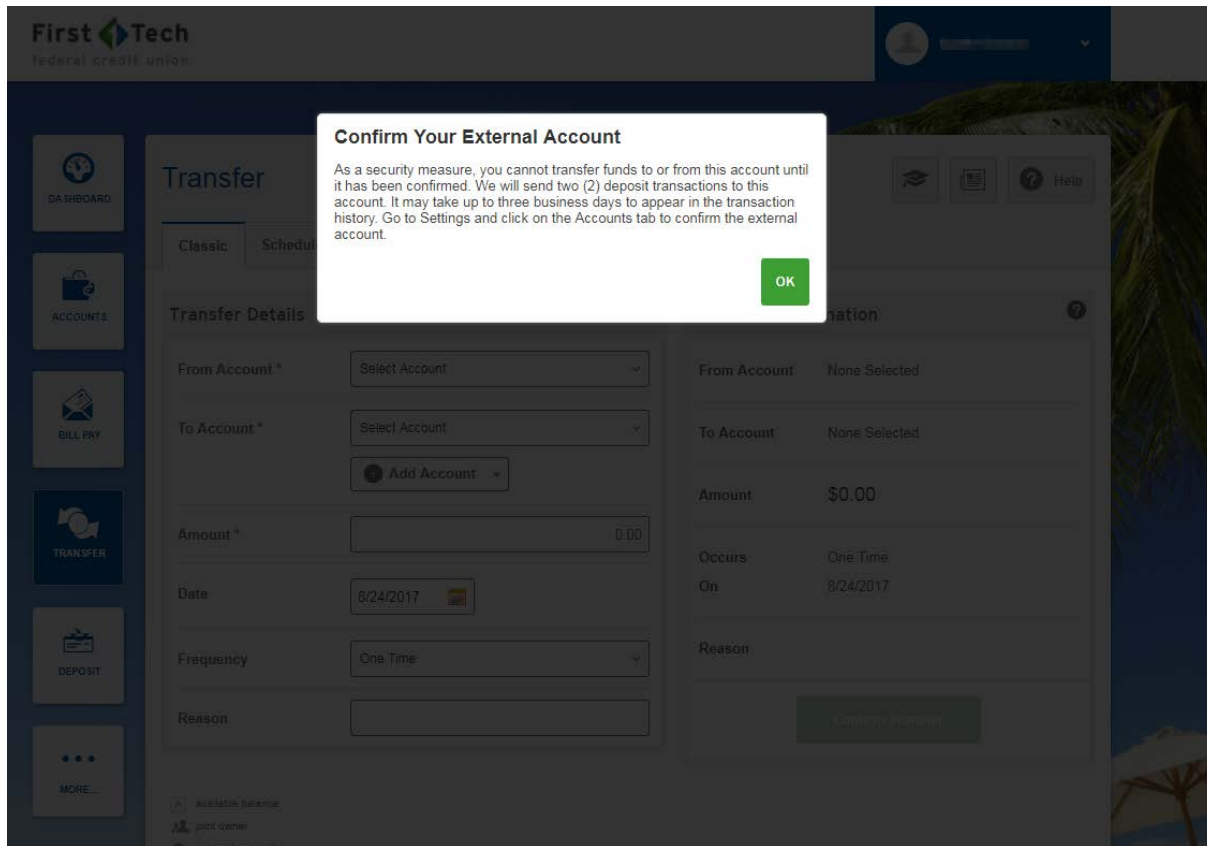 First Tech
federal credit union
Confirm Your External Account
As a security measure, you cannot transfer funds to or from this account until
it has been confirmed. We will send two (2) deposit transactions to this
account. It may take up to three business days to appear in the transaction
history. Go to Settings and click on the Accounts tab to confirm the external
account.
OK
DASHBOARD
ACCOUNTS
BILL PAY
TRANSFER
DEPOSIT
MORE...
Transfer
Help
Classic
Transfer Details
From Account *
Select Account
To Account *
Select Account
Add Account
Amount *
0.00
Date
8/24/2017
Frequency
One Time
Reason
From Account
None Selected
To Account
None Selected
Amount
$0.00
Occurs
One Time
On
8/24/2017
Reason
Confirm Transfer
available balance
joint owner